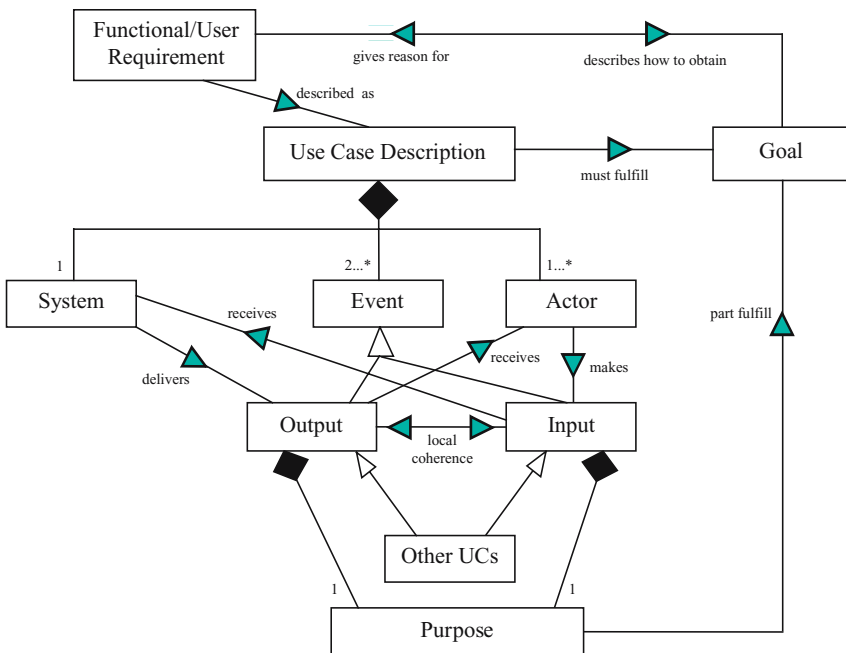 Functional/User
Requirement
gives reason for
describes how to obtain
described as
Use Case Description
Goal
must fulfill
1
2...*
1...*
System
Event
Actor
receives
part fulfill
receives
makes
delivers
Output
local
coherence
Input
Other UCs
1
1
Purpose